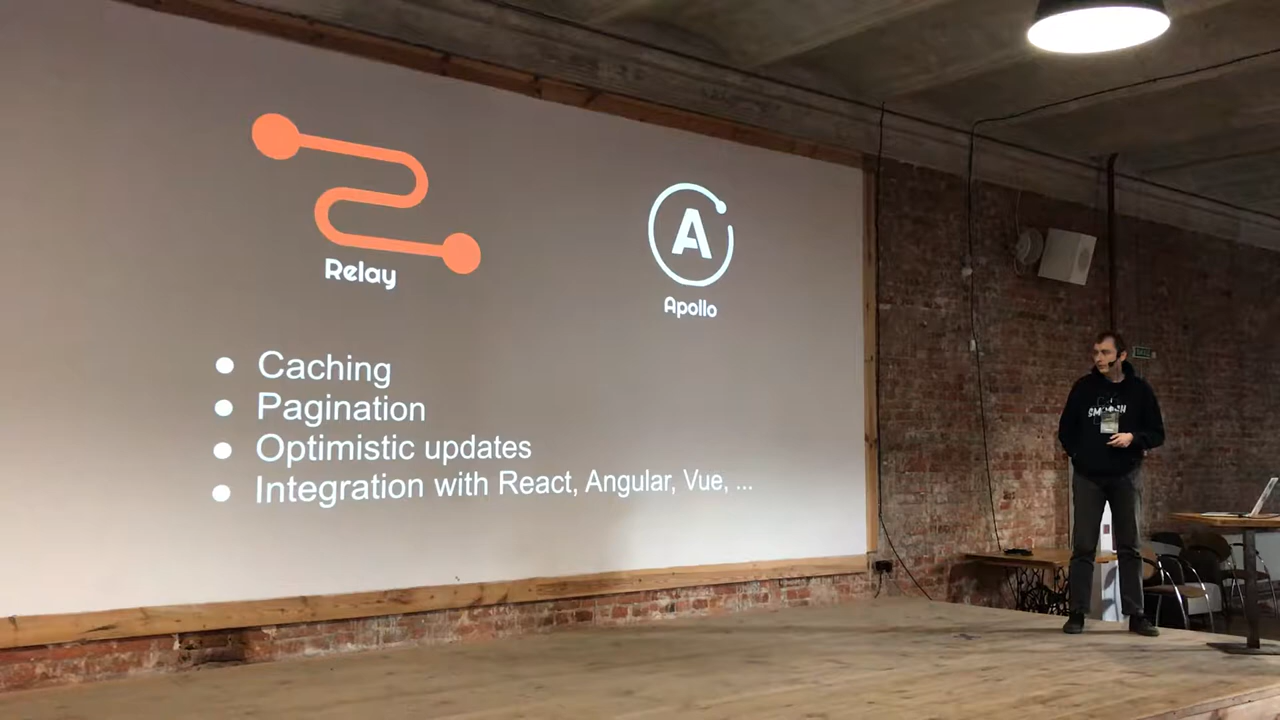 Relay
Apollo
● Caching
● Pagination
● Optimistic updates
● Integration with React, Angular, Vue, ...